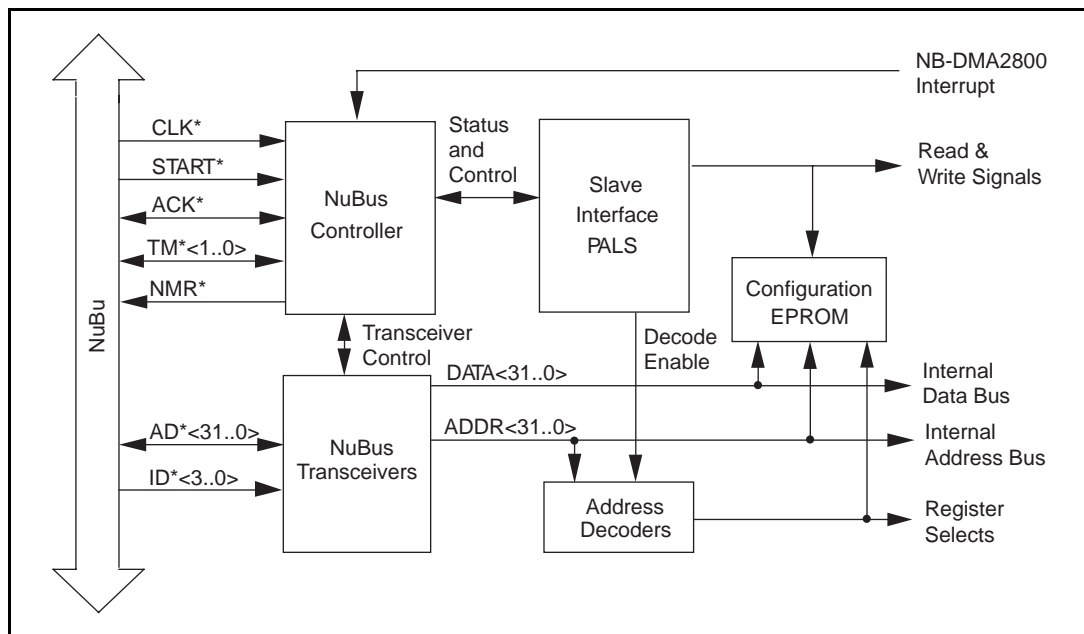 NB-DMA2800
Interrupt
CLK*
START*
ACK*
TM*<1..0>
NMR*
NuBus
Controller
Status
and
Control
Slave
Interface
PALS
Read &
Write Signals
Configuration
EPROM
NuBu
Transceiver
Control
Decode
Enable
DATA<31..0>
Internal
Data Bus
AD*<31..0>
ID*<3..0>
NuBus
Transceivers
ADDR<31..0>
Internal
Address Bus
Address
Decoders
Register
Selects